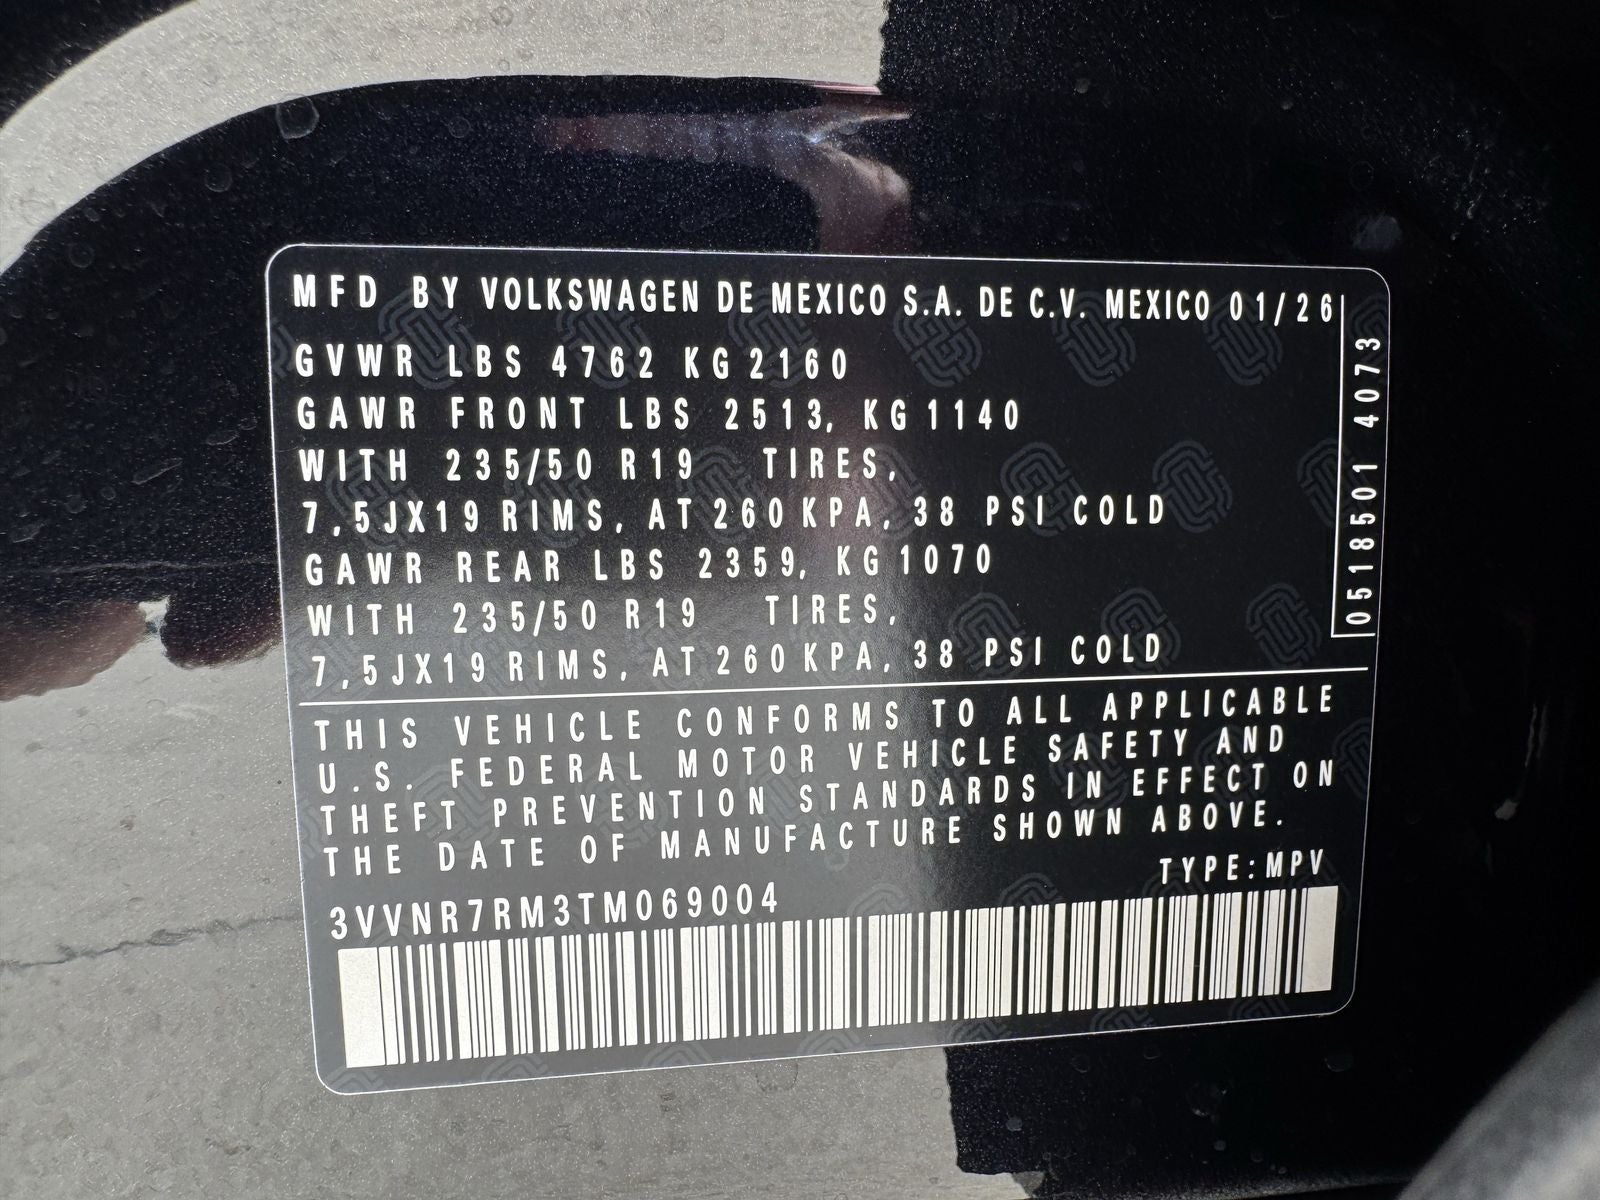 MFD BY VOLKSWAGEN DE MEXICO S.A. DE C.V. MEXICO 01/26
GVWR LBS 4762 KG 2160
GAWR FRONT LBS 2513, KG 1140
WITH 235/50 R19 TIRES,
7,5JX19 RIMS, AT 260 KPA, 38 PSI COLD
GAWR REAR LBS 2359, KG 1070
WITH 235/50 R19 TIRES,
7,5JX19 RIMS, AT 260 KPA, 38 PSI COLD
0518501 4073
THIS VEHICLE CONFORMS TO ALL APPLICABLE
U.S. FEDERAL MOTOR VEHICLE SAFETY AND
THEFT PREVENTION STANDARDS IN EFFECT ON
THE DATE OF MANUFACTURE SHOWN ABOVE.
TYPE: MPV
3VVNR7RM3TM069004